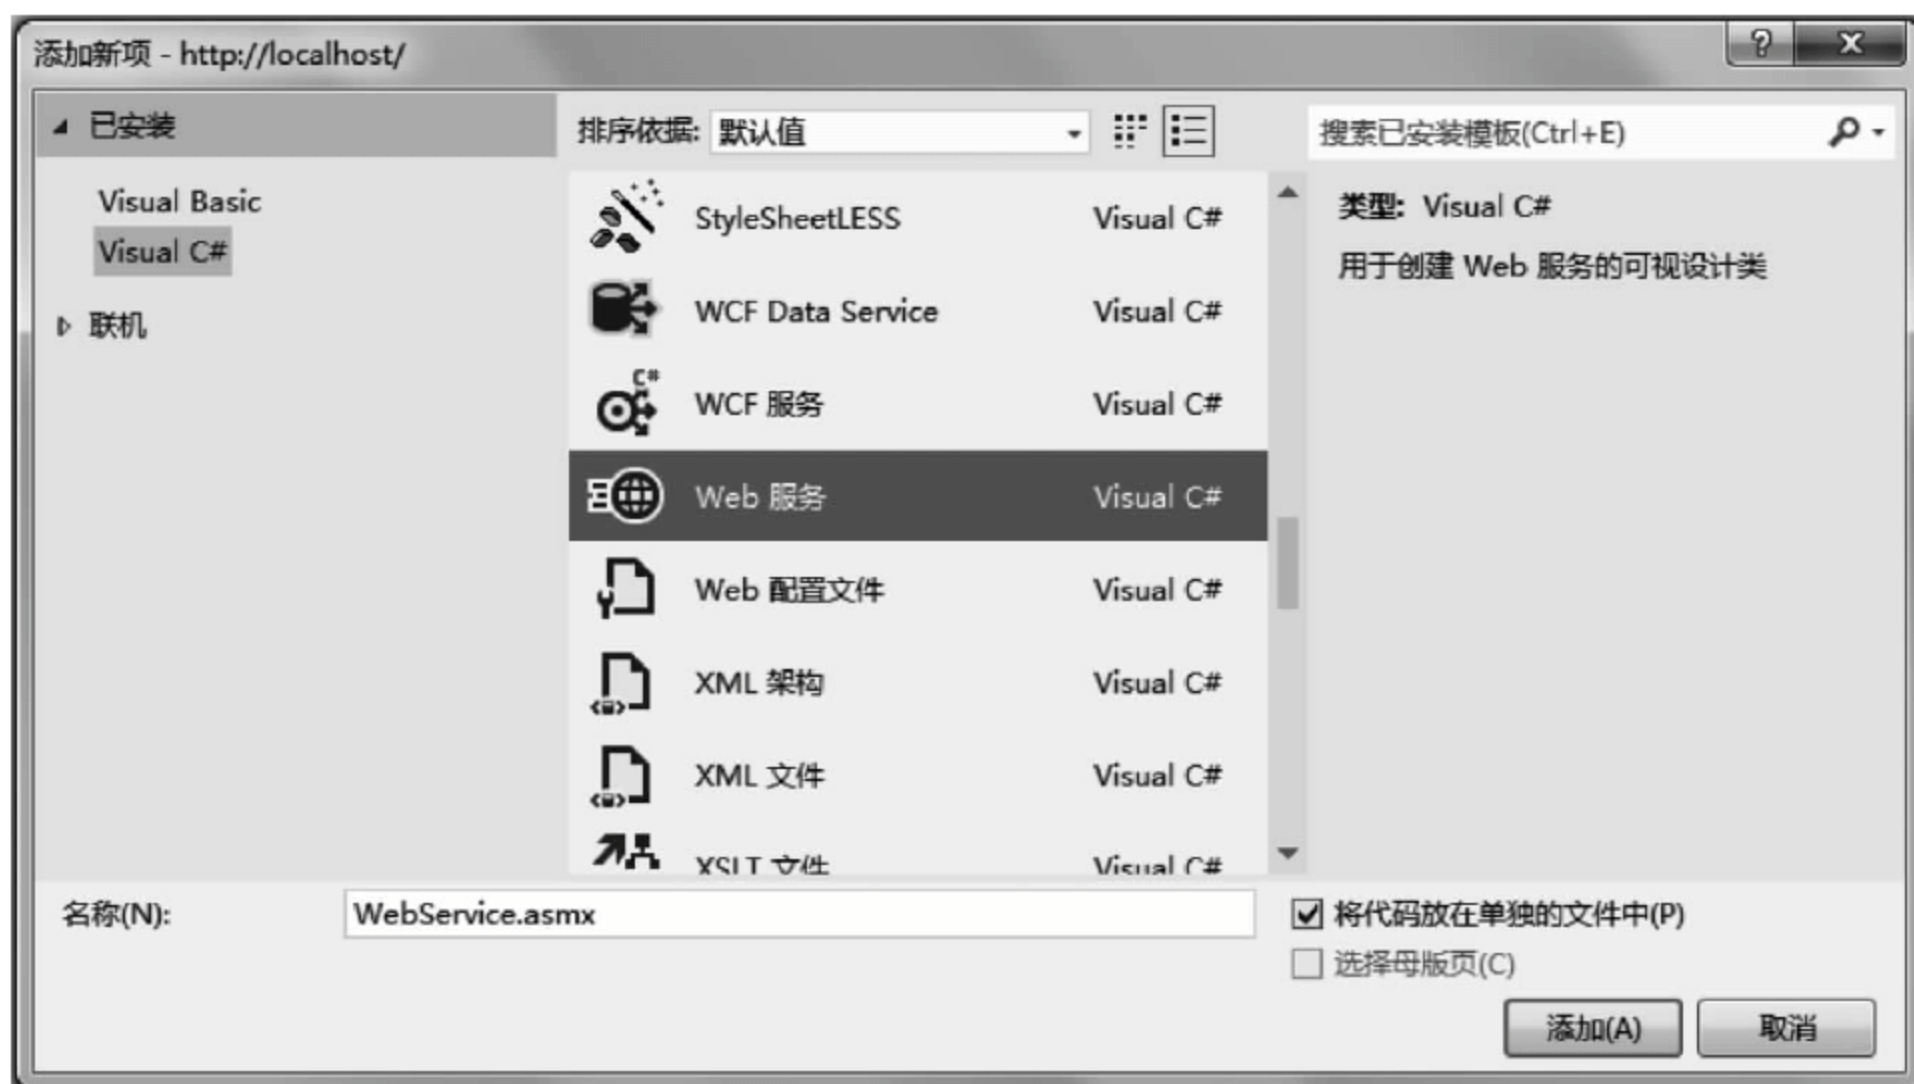 添加新项 - http://localhost/
已安装
Visual Basic
Visual C#
联机
排序依据: 默认值
搜索已安装模板(Ctrl+E)
StyleSheetLESS Visual C#
WCF Data Service Visual C#
WCF 服务 Visual C#
Web 服务 Visual C#
Web 配置文件 Visual C#
XML 架构 Visual C#
XML 文件 Visual C#
XSLT 文件 Visual C#
类型: Visual C#
用于创建 Web 服务的可视设计类
名称(N): WebService.asmx
将代码放在单独的文件中(P)
选择母版页(C)
添加(A) 取消